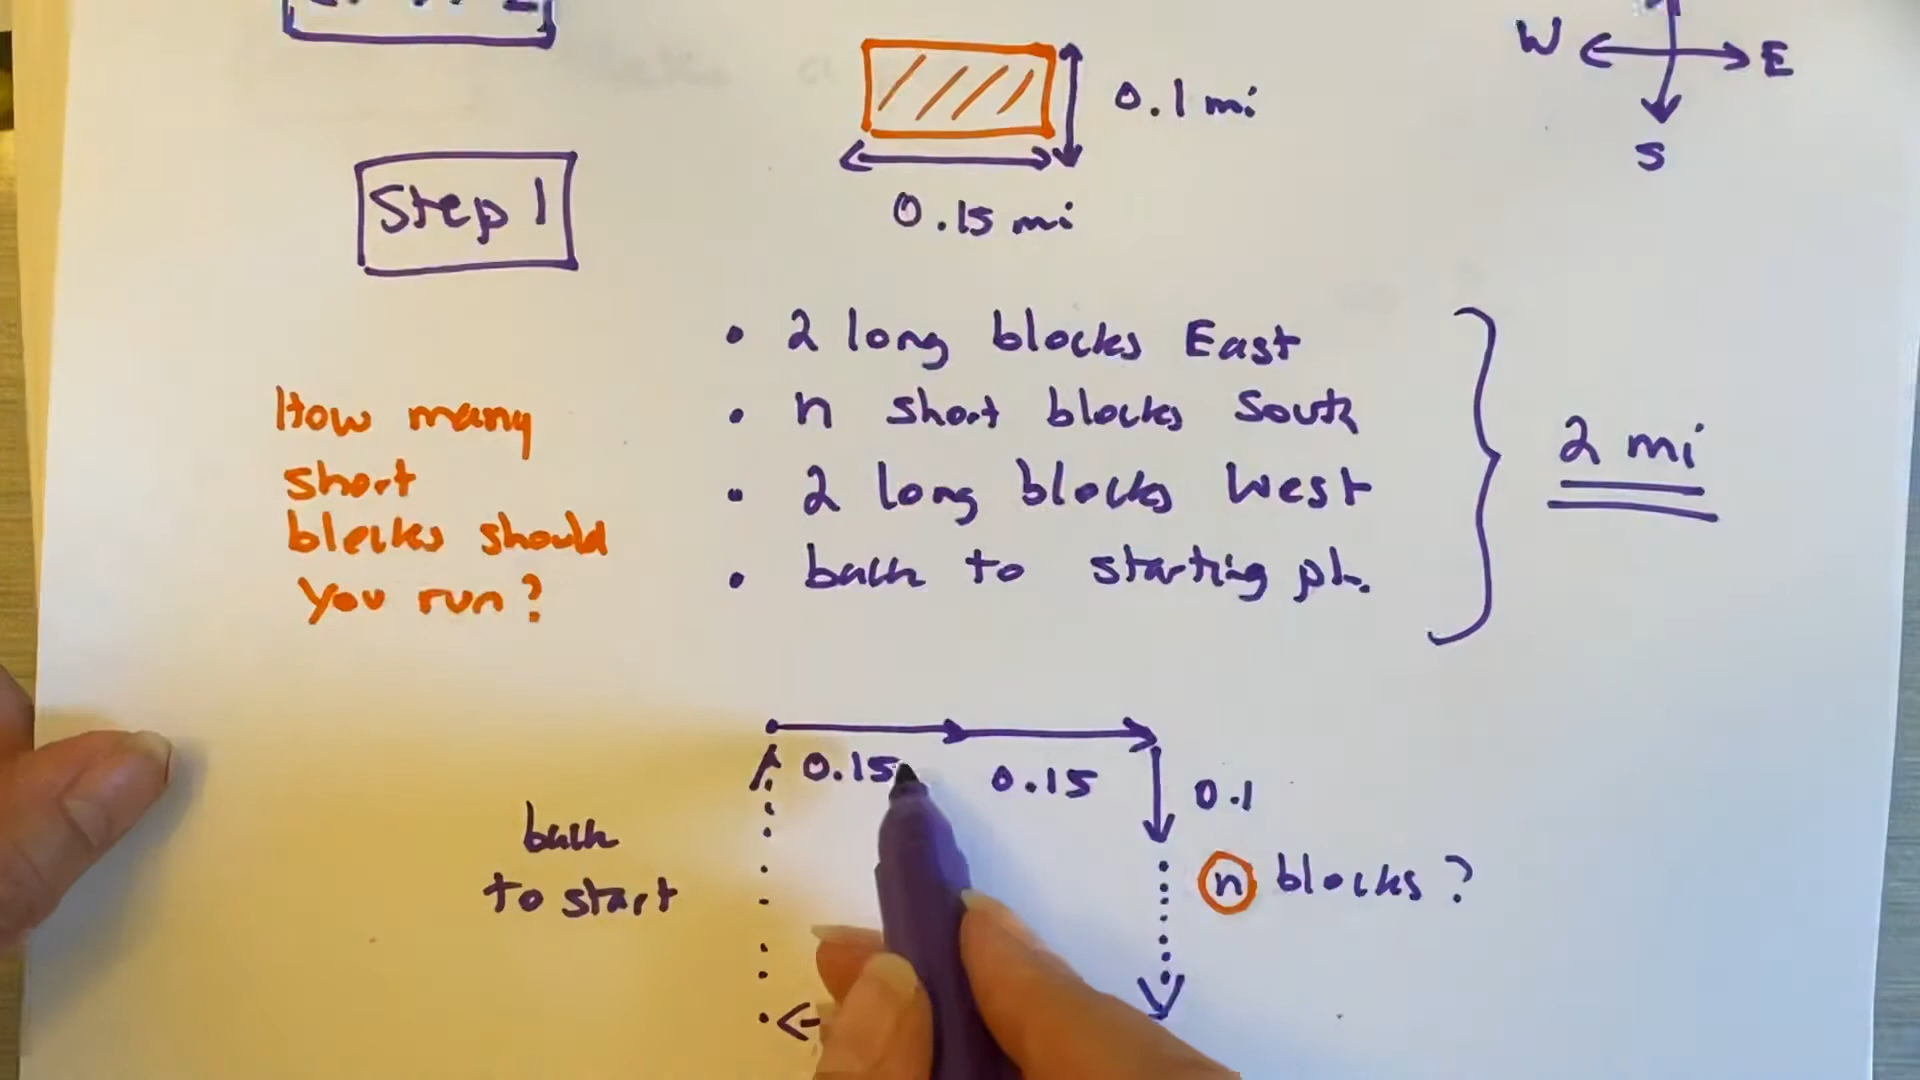 W E
S
0.1 mi
0.15 mi
Step 1
How many
short
blocks should
you run?
• 2 long blocks East
• n short blocks South
• 2 long blocks West
• back to starting pt.
2 mi
0.15 0.15
0.1
n blocks?
back
to start